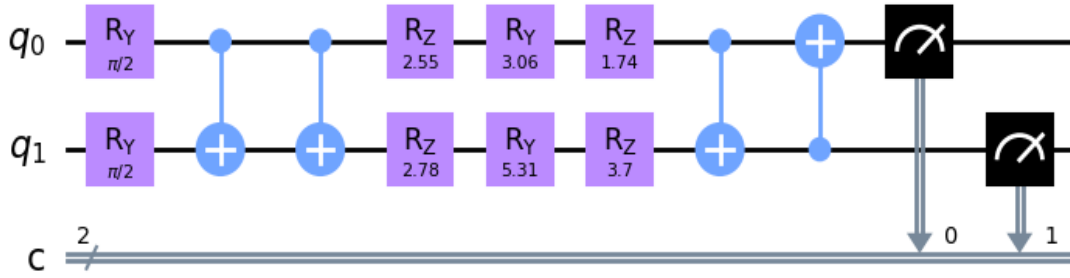 q0 RY π/2 RZ 2.55 RY 3.06 RZ 1.74
q1 RY π/2 RZ 2.78 RY 5.31 RZ 3.7
c 2 0 1